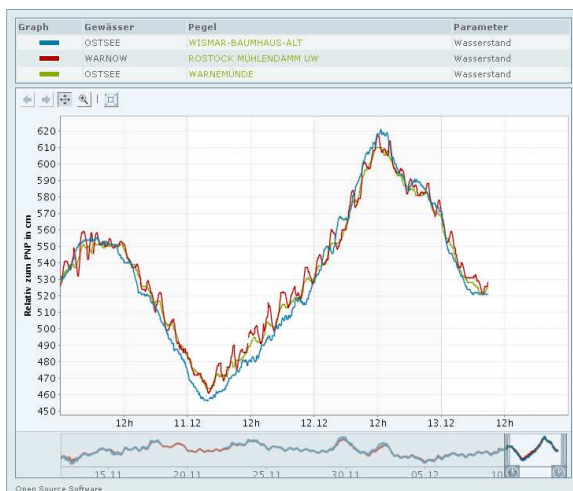 Graph Gewässer Pegel Parameter
OSTSEE WISMAR-BAUMHAUS-ALT Wasserstand
WARNOW ROSTOCK MÜHLENDAMM UW Wasserstand
OSTSEE WARNEMÜNDE Wasserstand
Relativ zum PNP in cm
620
610
600
590
580
570
560
550
540
530
520
510
500
490
480
470
460
450
12h 11.12 12h 12.12 12h 13.12 12h
15.11 20.11 25.11 30.11 05.12 10
Open Source Software